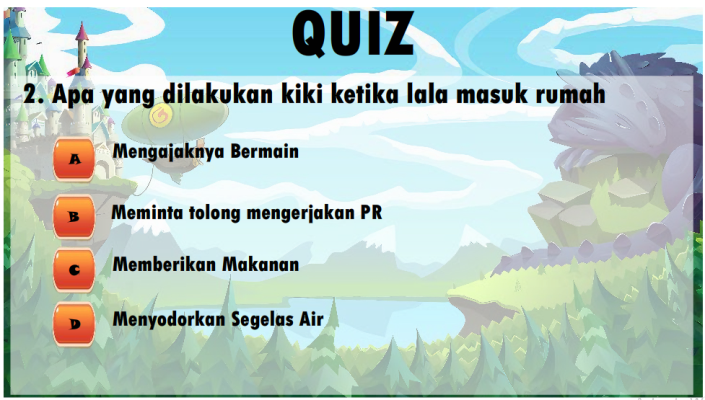 QUIZ
2. Apa yang dilakukan kiki ketika lala masuk rumah
A Mengajaknya Bermain
B Meminta tolong mengerjakan PR
C Memberikan Makanan
D Menyodorkan Segelas Air